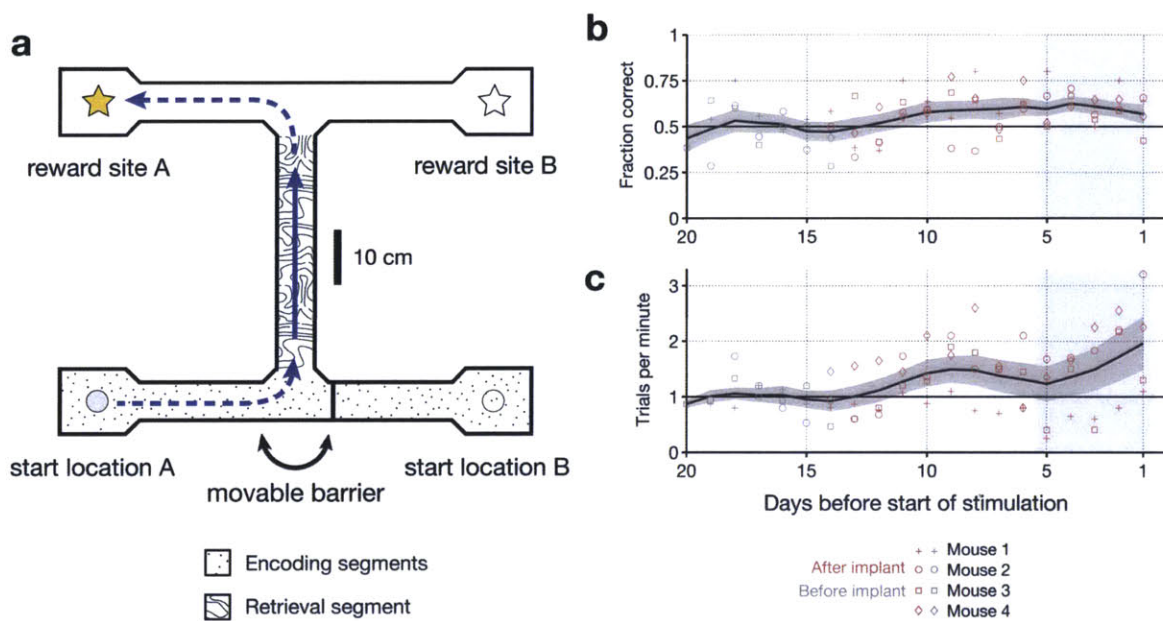 a
reward site A
reward site B
10 cm
start location A
start location B
movable barrier
Encoding segments
Retrieval segment
b
Fraction correct
1
0.75
0.5
0.25
0
20
15
10
5
1
c
Trials per minute
3
2
1
0
20
15
10
5
1
Days before start of stimulation
After implant
Before implant
Mouse 1
Mouse 2
Mouse 3
Mouse 4